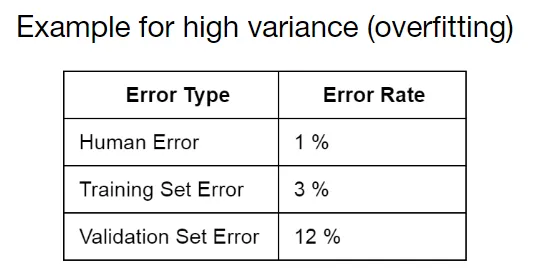 Example for high variance (overfitting)
Error Type Error Rate
Human Error 1 %
Training Set Error 3 %
Validation Set Error 12 %